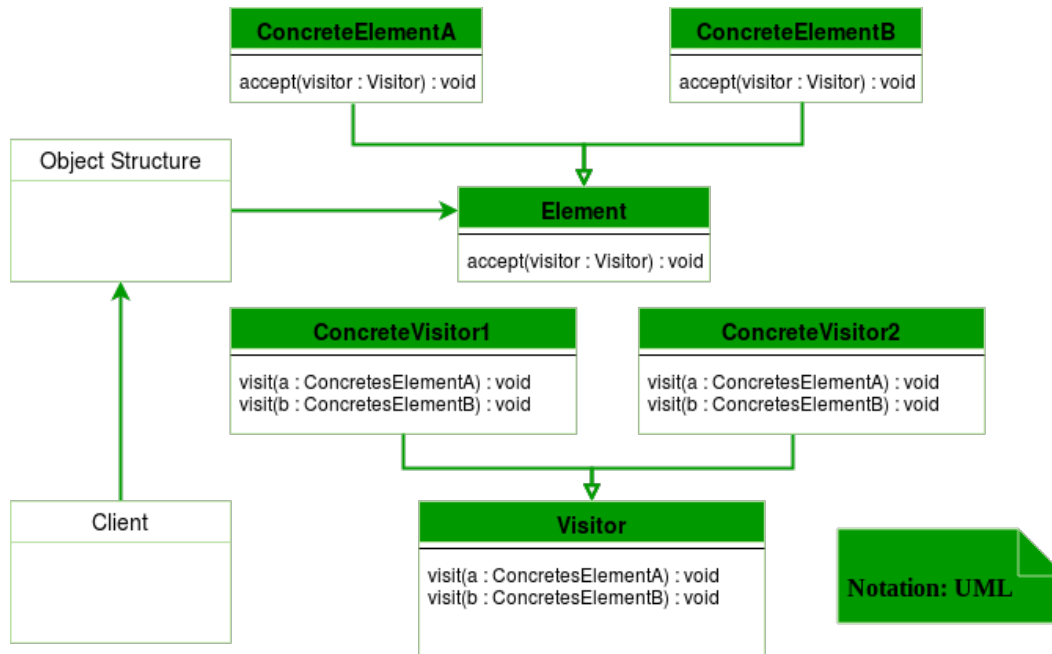 ConcreteElementA
accept(visitor : Visitor) : void
ConcreteElementB
accept(visitor : Visitor) : void
Object Structure
Element
accept(visitor : Visitor) : void
ConcreteVisitor1
visit(a : ConcretesElementA) : void
visit(b : ConcretesElementB) : void
ConcreteVisitor2
visit(a : ConcretesElementA) : void
visit(b : ConcretesElementB) : void
Client
Visitor
visit(a : ConcretesElementA) : void
visit(b : ConcretesElementB) : void
Notation: UML